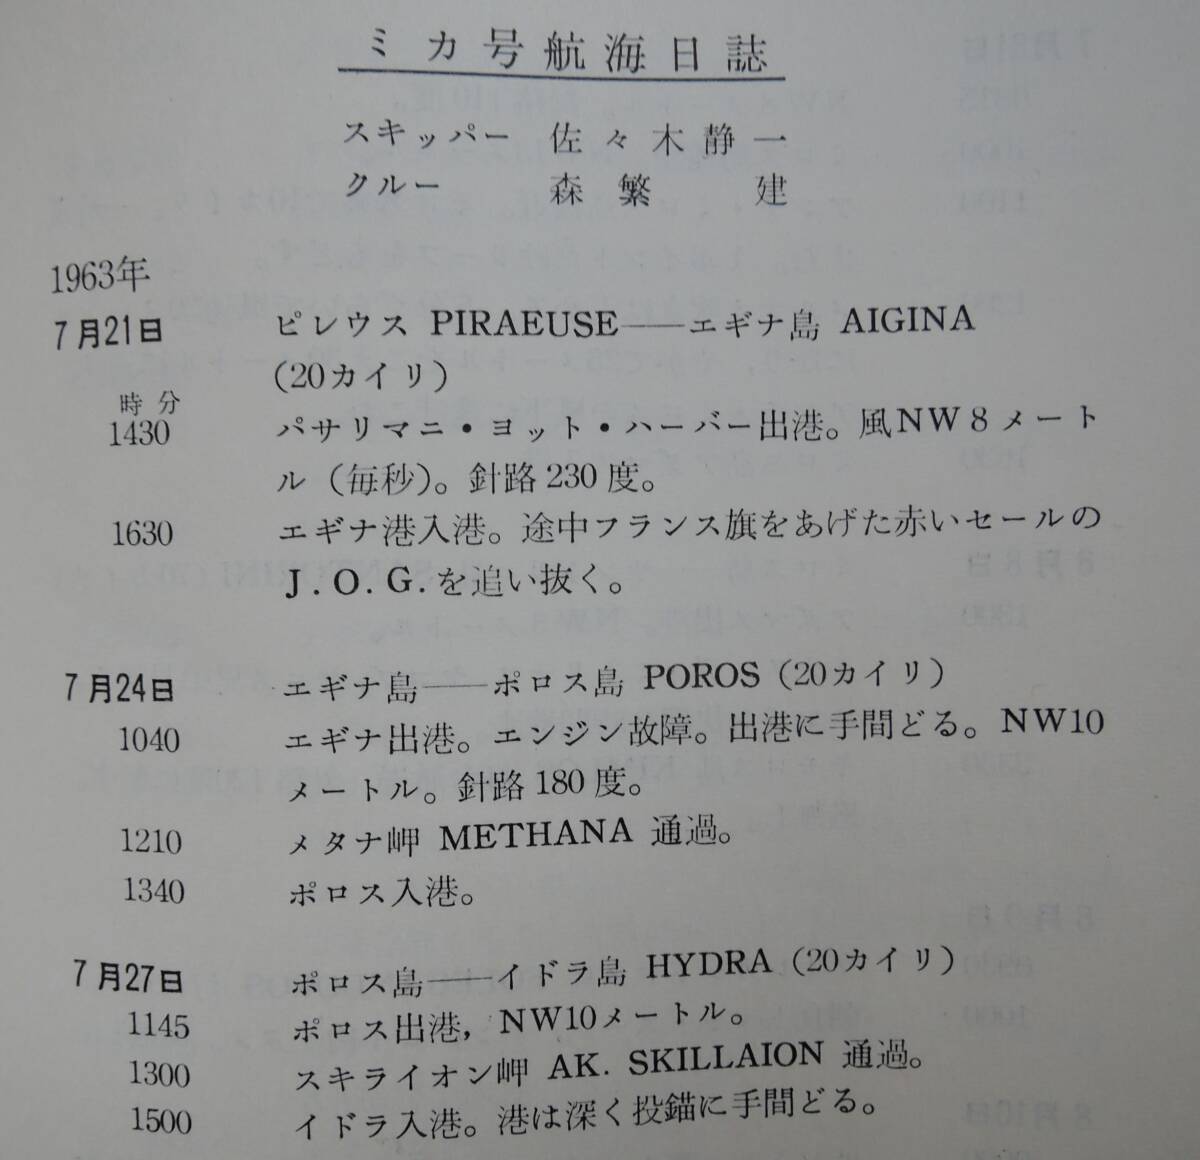 ミカ号航海日誌
スキッパー 佐々木静一
クルー 森繁 建
1963年
7月21日 ピレウス PIRAEUSE――エギナ島 AIGINA
(20カイリ)
時 分
1430 パサリマニ・ヨット・ハーバー出港。風NW8メート
ル(毎秒)。針路230度。
1630 エギナ港入港。途中フランス旗をあげた赤いセールの
J.O.G.を追い抜く。
7月24日 エギナ島――ポロス島 POROS(20カイリ)
1040 エギナ出港。エンジン故障。出港に手間どる。NW10
メートル。針路180度。
1210 メタナ岬 METHANA 通過。
1340 ポロス入港。
7月27日 ポロス島――イドラ島 HYDRA(20カイリ)
1145 ポロス出港,NW10メートル。
1300 スキライオン岬 AK. SKILLAION 通過。
1500 イドラ入港。港は深く投錨に手間どる。